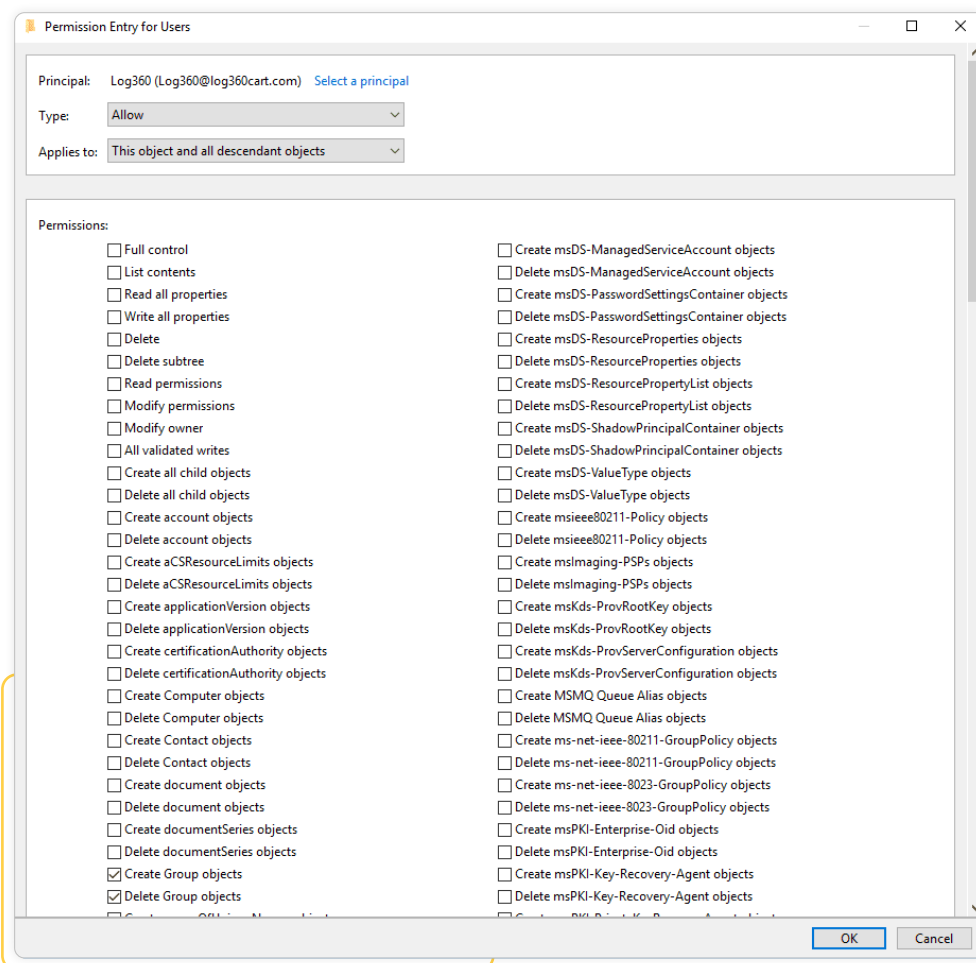 Permission Entry for Users
Principal: Log360 (Log360@log360cart.com) Select a principal
Type: Allow
Applies to: This object and all descendant objects
Permissions:
Full control
List contents
Read all properties
Write all properties
Delete
Delete subtree
Read permissions
Modify permissions
Modify owner
All validated writes
Create all child objects
Delete all child objects
Create account objects
Delete account objects
Create aCSResourceLimits objects
Delete aCSResourceLimits objects
Create applicationVersion objects
Delete applicationVersion objects
Create certificationAuthority objects
Delete certificationAuthority objects
Create Computer objects
Delete Computer objects
Create Contact objects
Delete Contact objects
Create document objects
Delete document objects
Create documentSeries objects
Delete documentSeries objects
Create Group objects
Delete Group objects
Create msDS-ManagedServiceAccount objects
Delete msDS-ManagedServiceAccount objects
Create msDS-PasswordSettingsContainer objects
Delete msDS-PasswordSettingsContainer objects
Create msDS-ResourceProperties objects
Delete msDS-ResourceProperties objects
Create msDS-ResourcePropertyList objects
Delete msDS-ResourcePropertyList objects
Create msDS-ShadowPrincipalContainer objects
Delete msDS-ShadowPrincipalContainer objects
Create msDS-ValueType objects
Delete msDS-ValueType objects
Create msieee80211-Policy objects
Delete msieee80211-Policy objects
Create msImaging-PSPs objects
Delete msImaging-PSPs objects
Create msKds-ProvRootKey objects
Delete msKds-ProvRootKey objects
Create msKds-ProvServerConfiguration objects
Delete msKds-ProvServerConfiguration objects
Create MSMQ Queue Alias objects
Delete MSMQ Queue Alias objects
Create ms-net-ieee-80211-GroupPolicy objects
Delete ms-net-ieee-80211-GroupPolicy objects
Create ms-net-ieee-8023-GroupPolicy objects
Delete ms-net-ieee-8023-GroupPolicy objects
Create msPKI-Enterprise-Oid objects
Delete msPKI-Enterprise-Oid objects
Create msPKI-Key-Recovery-Agent objects
Delete msPKI-Key-Recovery-Agent objects
OK Cancel